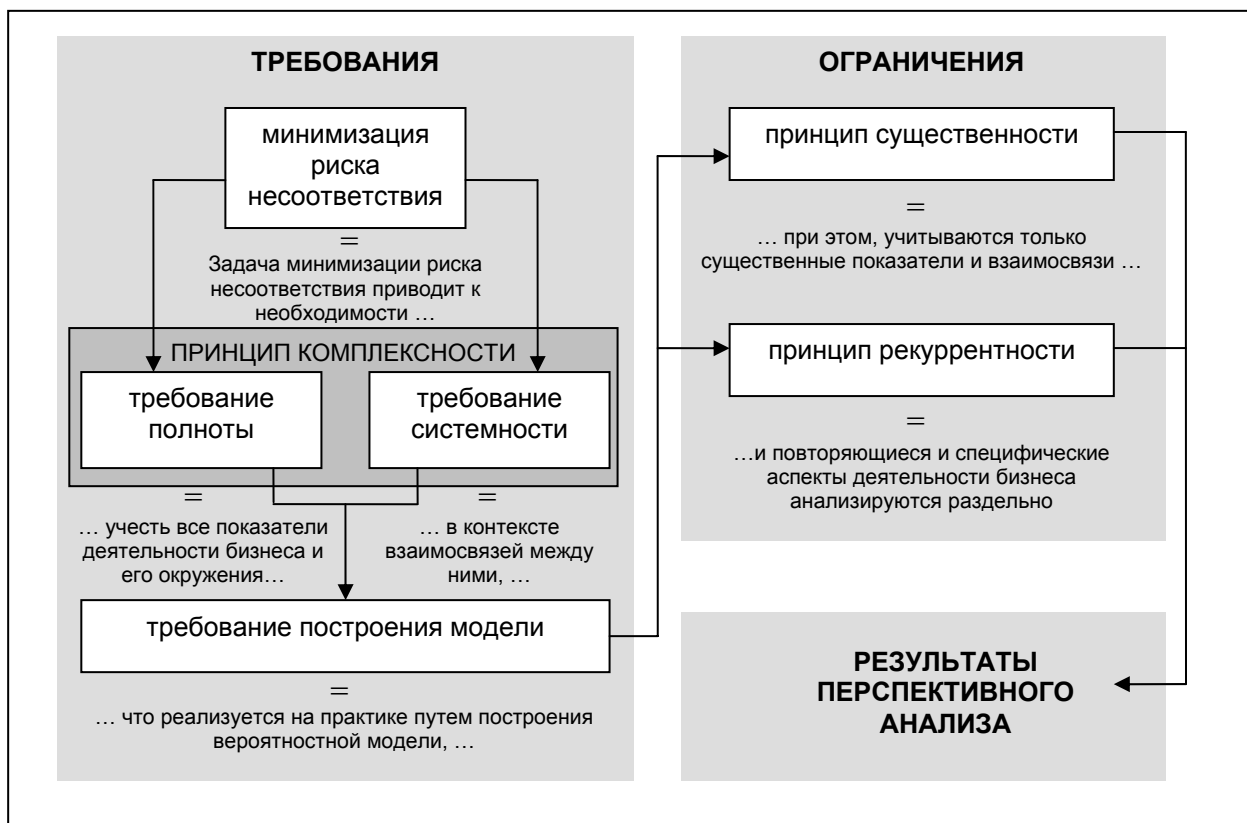 ТРЕБОВАНИЯ
минимизация
риска
несоответствия
=
Задача минимизации риска
несоответствия приводит к
необходимости …
ПРИНЦИП КОМПЛЕКСНОСТИ
требование
полноты
требование
системности
=
… учесть все показатели
деятельности бизнеса и
его окружения…
=
… в контексте
взаимосвязей между
ними, …
требование построения модели
=
… что реализуется на практике путем построения
вероятностной модели, …
ОГРАНИЧЕНИЯ
принцип существенности
=
… при этом, учитываются только
существенные показатели и взаимосвязи …
принцип рекуррентности
=
…и повторяющиеся и специфические
аспекты деятельности бизнеса
анализируются раздельно
РЕЗУЛЬТАТЫ
ПЕРСПЕКТИВНОГО
АНАЛИЗА